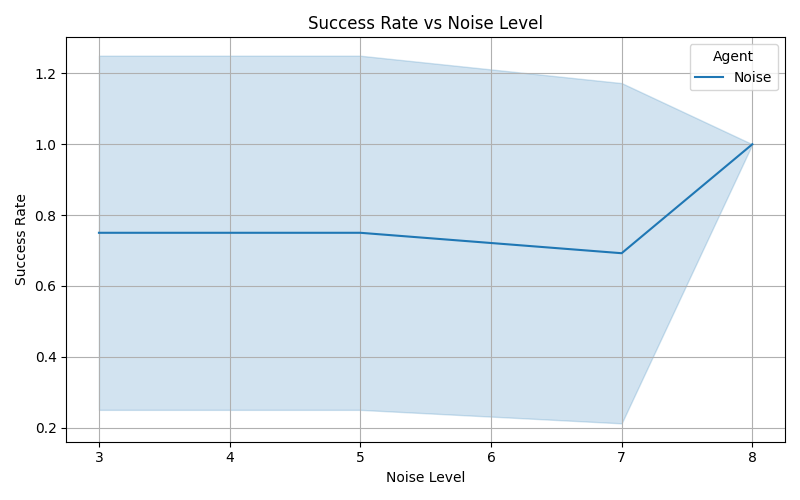 Success Rate vs Noise Level
Agent
Noise
Success Rate
1.2
1.0
0.8
0.6
0.4
0.2
3 4 5 6 7 8
Noise Level